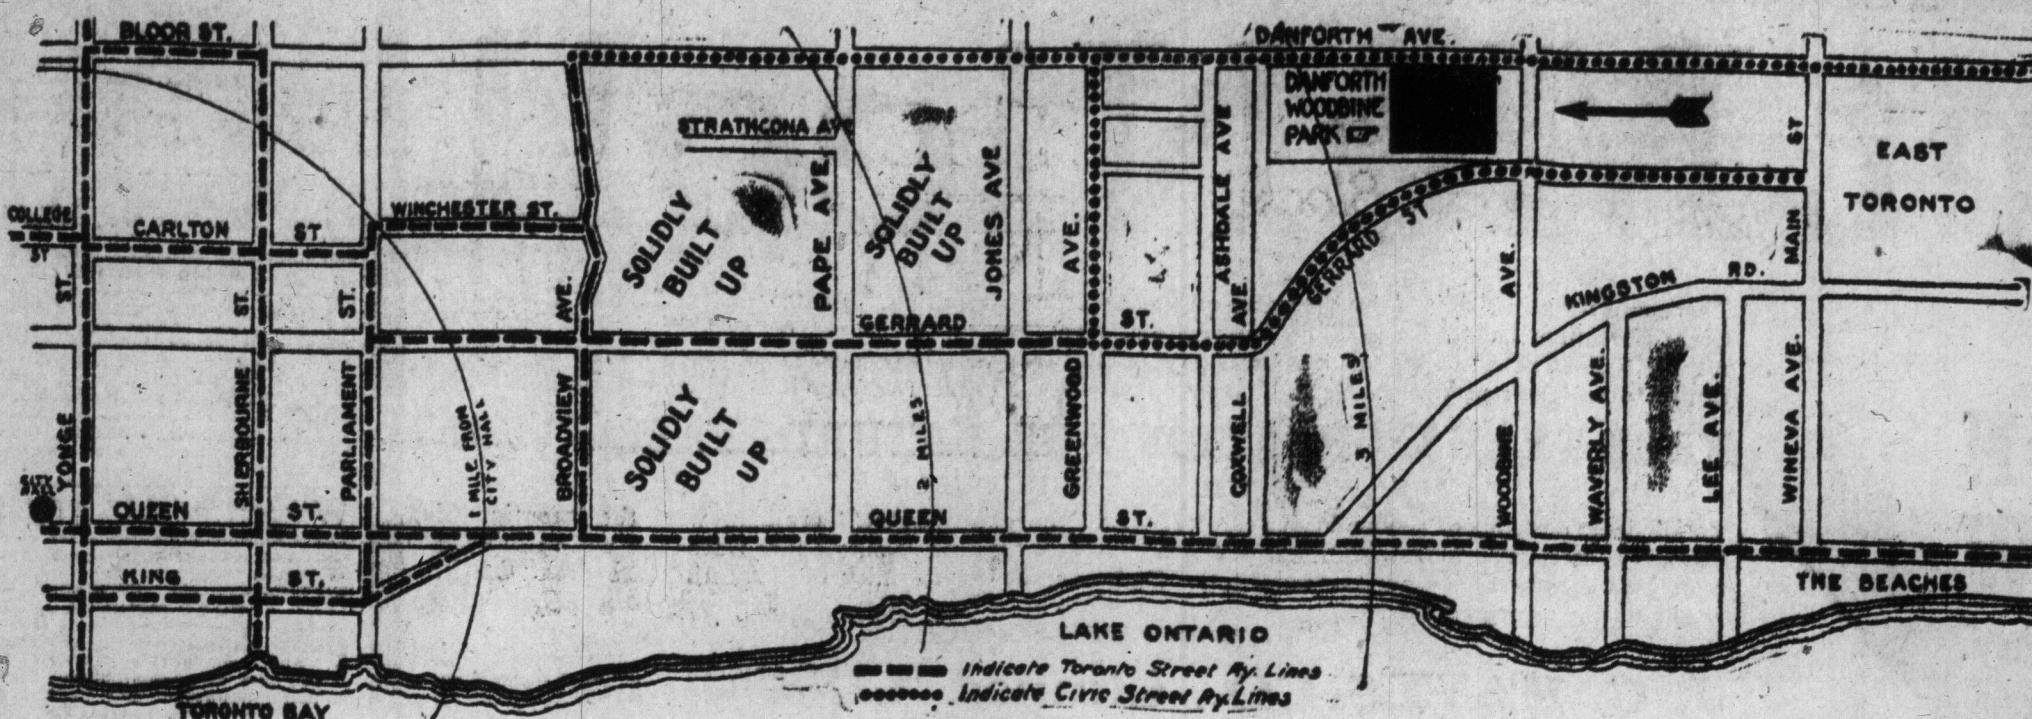 BLOOR ST.
DANFORTH AVE.
DANFORTH
WOODBINE
PARK
STRATHCONA AVE
EAST
TORONTO
COLLEGE
ST
CARLTON ST
WINCHESTER ST.
SOLIDLY
BUILT
UP
SOLIDLY
BUILT
UP
PAPE AVE.
JONES AVE
AVE.
ASHDALE AVE
AVE.
GERRARD ST
AVE.
MAIN ST
KINGSTON RD.
ST.
ST.
ST.
AVE.
GERRARD ST.
YONGE
SHERBOURNE
PARLIAMENT
1 MILE FROM
CITY HALL
BROADVIEW
SOLIDLY
BUILT
UP
2 MILES
GREENWOOD
COXWELL
3 MILES
WOODBINE
WAVERLY AVE.
LEE AVE.
WINEVA AVE.
CITY
HALL
QUEEN ST.
QUEEN ST.
KING ST.
THE BEACHES
LAKE ONTARIO
Indicate Toronto Street Ry. Lines
Indicate Civic Street Ry. Lines
TORONTO BAY